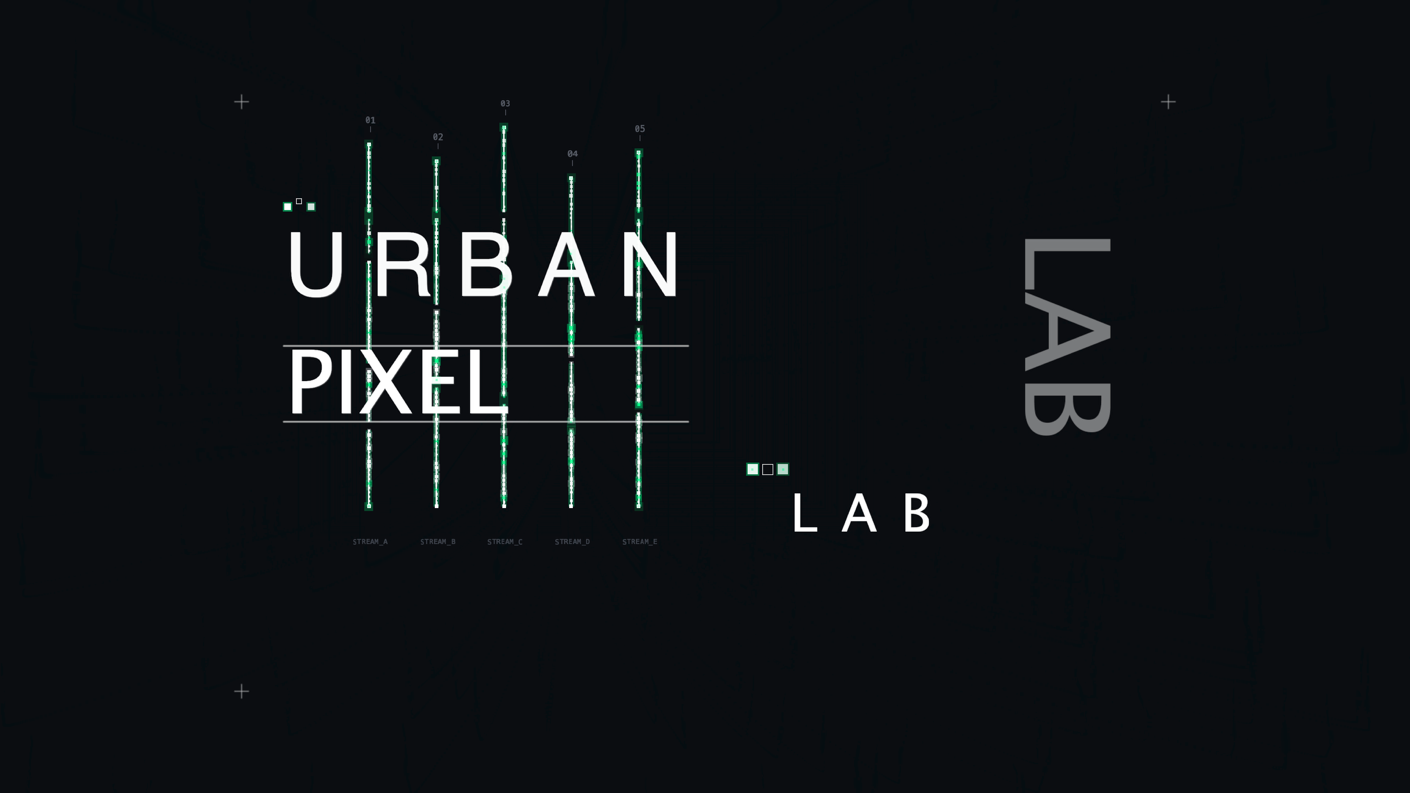 01 02 03 04 05
URBAN
PIXEL
LAB
LAB
STREAM_A STREAM_B STREAM_C STREAM_D STREAM_E